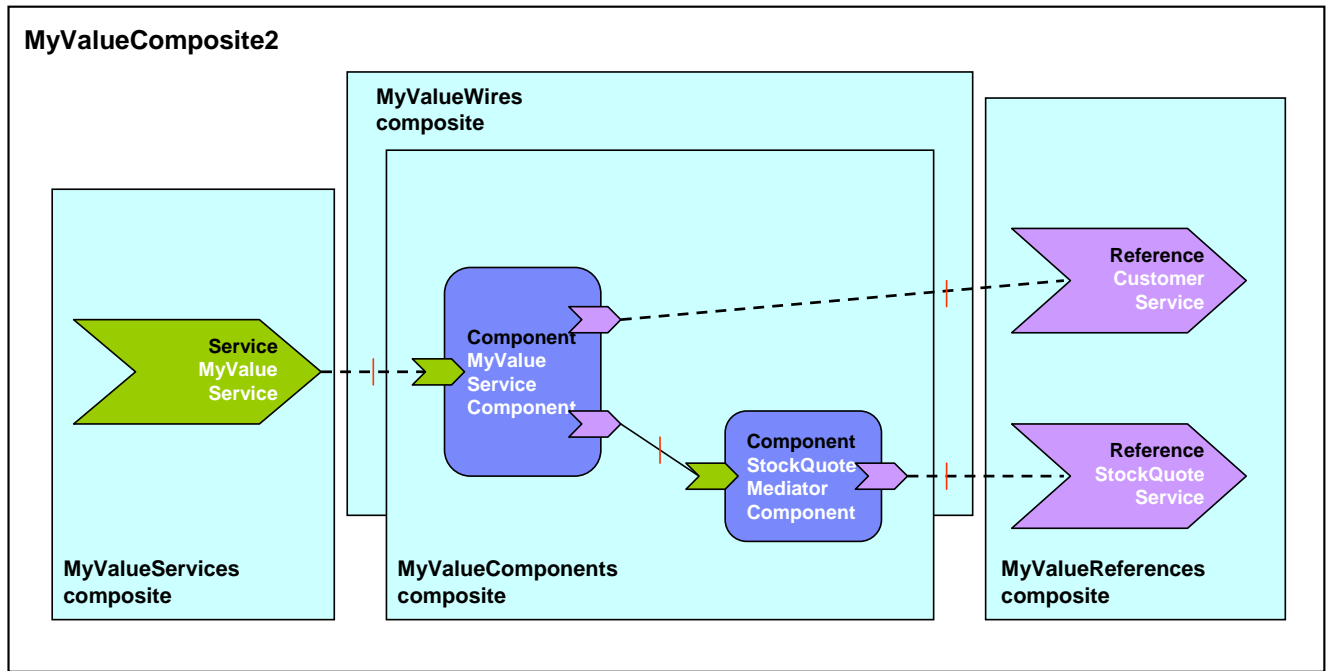 MyValueComposite2
MyValueWires
composite
Service
MyValue
Service
Component
MyValue
Service
Component
Component
StockQuote
Mediator
Component
Reference
Customer
Service
Reference
StockQuote
Service
MyValueServices
composite
MyValueComponents
composite
MyValueReferences
composite